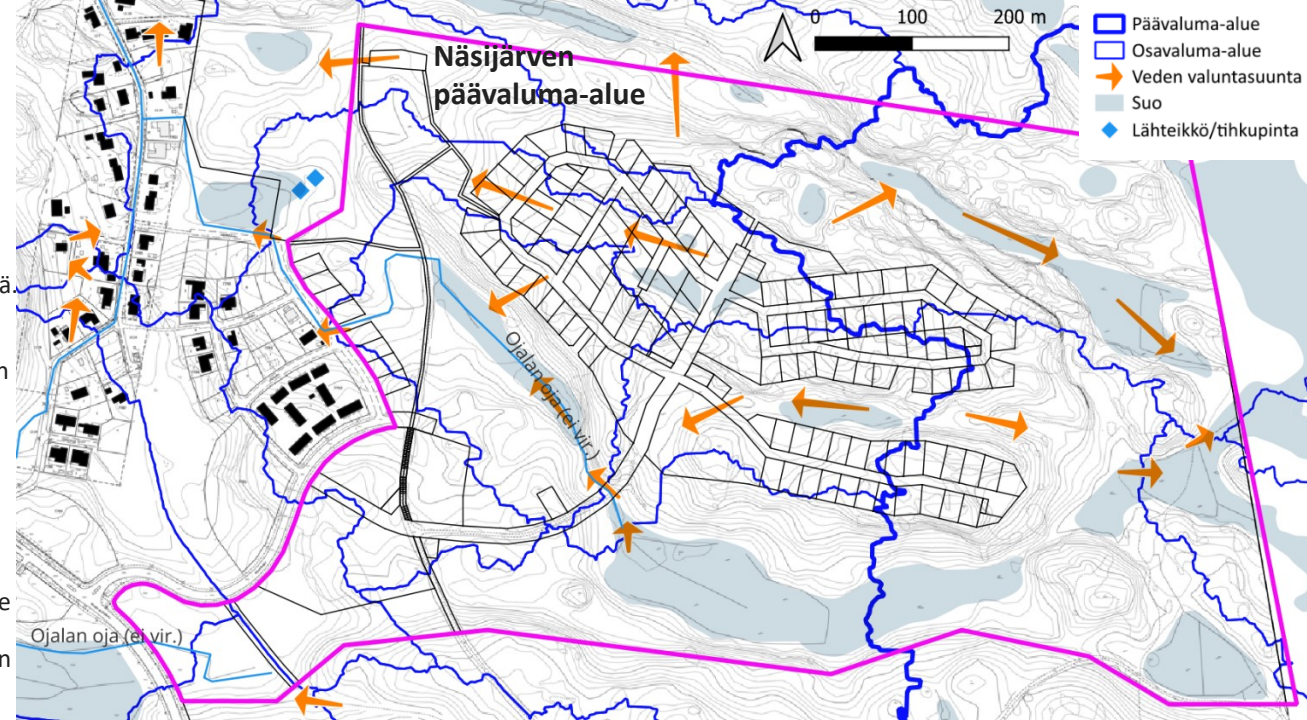 0 100 200 m
Päävaluma-alue
Osavaluma-alue
Veden valuntasuunta
Suo
Lähteikkö/tihkupinta
Näsijärven
päävaluma-alue
ä.
n
Ojalan oja (ei vir.)
e
Ojalan oja (ei vir.)
n